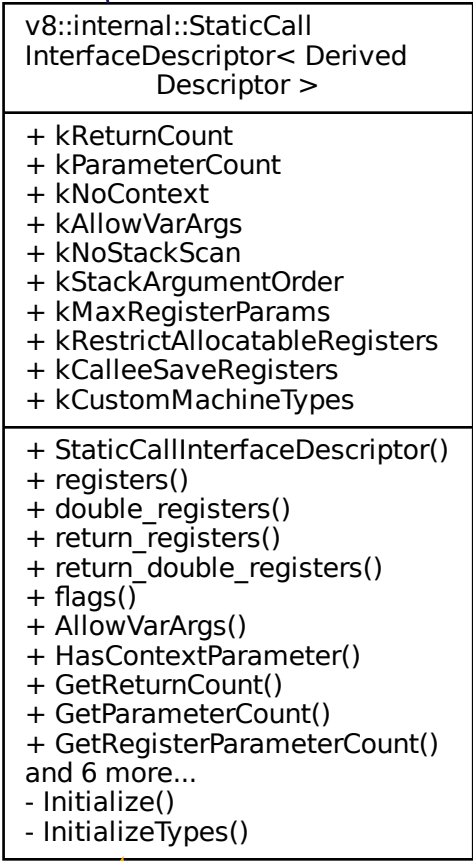 v8::internal::StaticCall
InterfaceDescriptor< Derived
Descriptor >
+ kReturnCount
+ kParameterCount
+ kNoContext
+ kAllowVarArgs
+ kNoStackScan
+ kStackArgumentOrder
+ kMaxRegisterParams
+ kRestrictAllocatableRegisters
+ kCalleeSaveRegisters
+ kCustomMachineTypes
+ StaticCallInterfaceDescriptor()
+ registers()
+ double_registers()
+ return_registers()
+ return_double_registers()
+ flags()
+ AllowVarArgs()
+ HasContextParameter()
+ GetReturnCount()
+ GetParameterCount()
+ GetRegisterParameterCount()
and 6 more...
- Initialize()
- InitializeTypes()